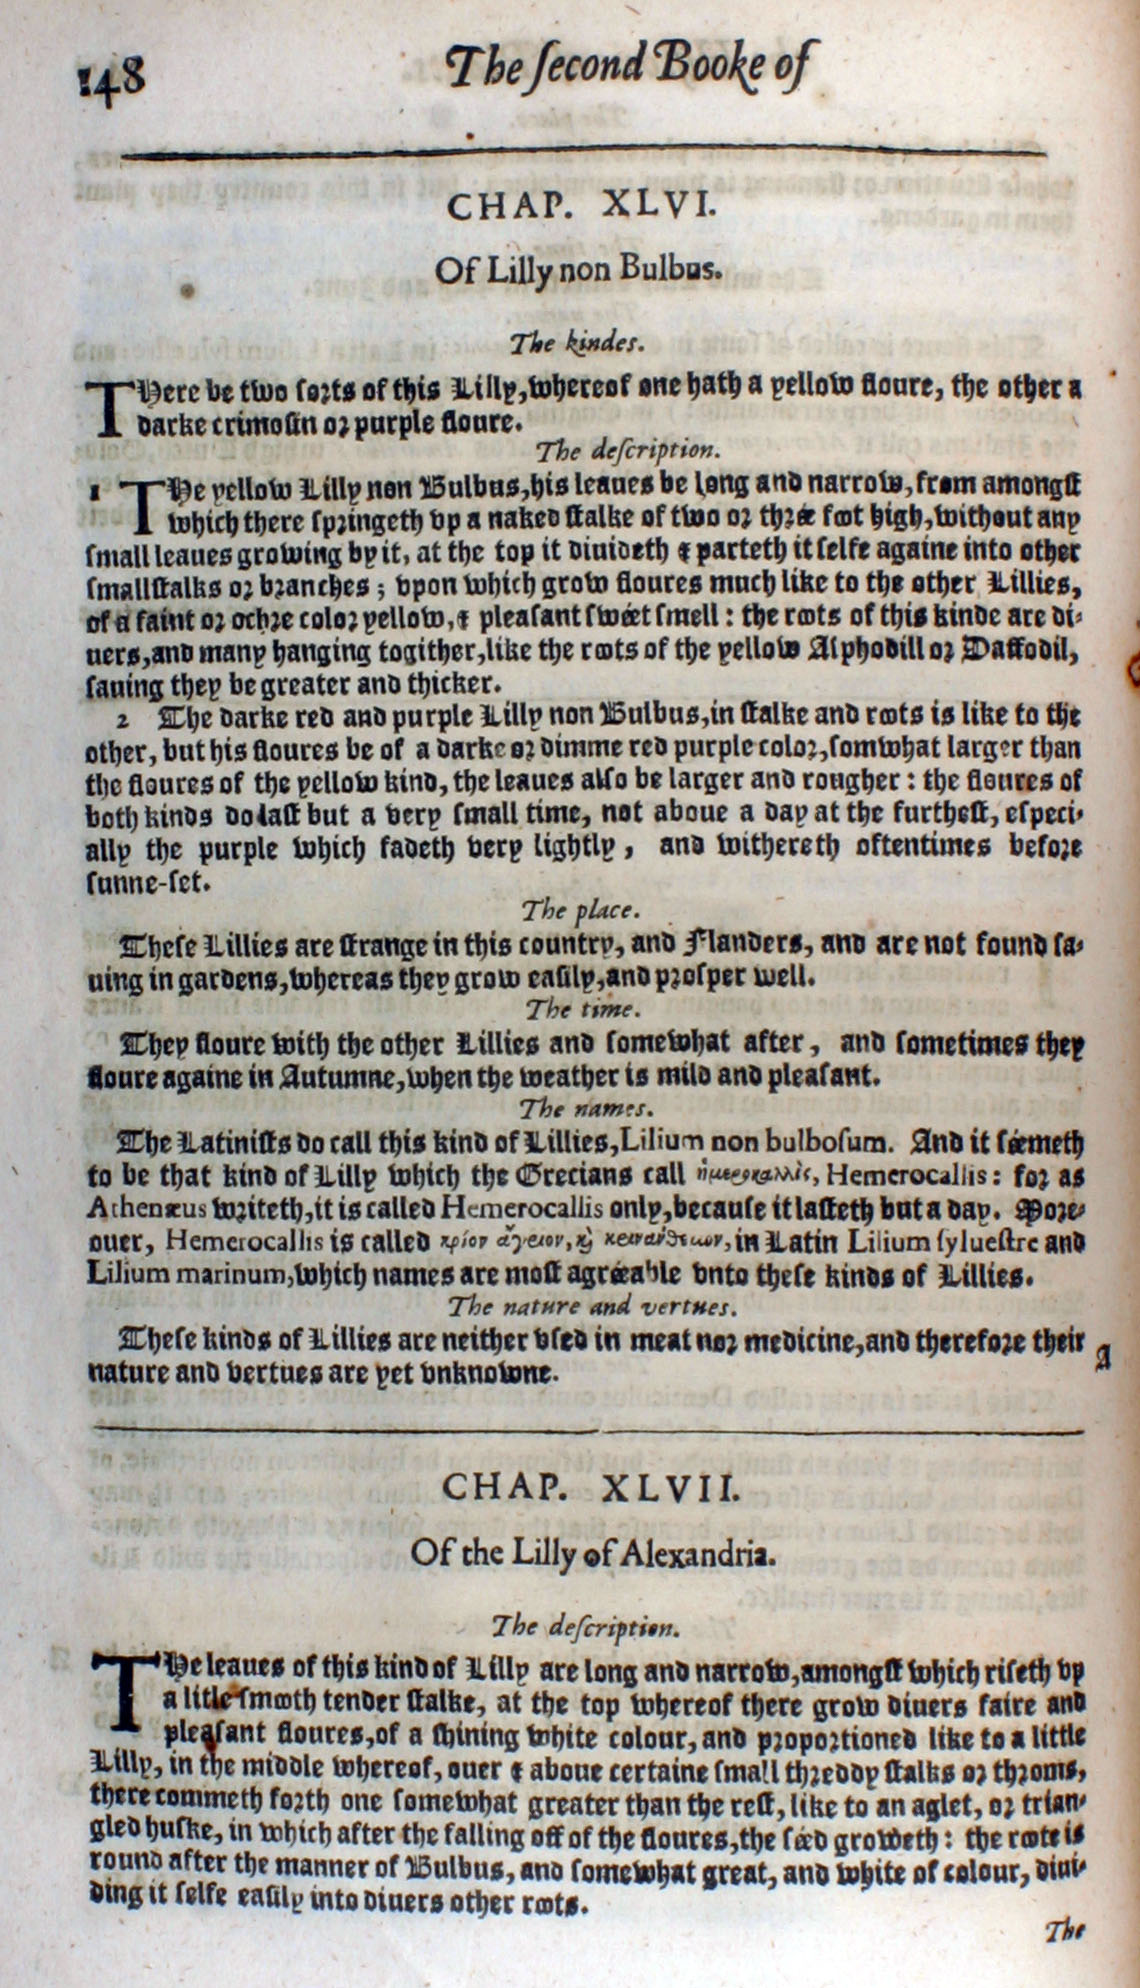 148
The ſecond Booke of
CHAP. XLVI.
Of Lilly non Bulbus.
The kindes.
THere be two ſorts of this Lilly, whereof one hath a yellow floure, the other a
darke crimoſin or purple floure.
The deſcription.
1 THe yellow Lilly non Bulbus, his leaues be long and narrow, from amongſt
which there ſpringeth vp a naked ſtalke of two or thrée foot high, without any
ſmall leaues growing by it, at the top it diuideth & parteth it ſelfe againe into other
ſmall ſtalks or branches; vpon which grow floures much like to the other Lillies,
of a faint or ochre color yellow, & pleaſant ſwéet ſmell: the roots of this kinde are di-
uers, and many hanging togither, like the roots of the yellow Aſphodill or Daffodil,
ſauing they be greater and thicker.
2 The darke red and purple Lilly non Bulbus, in ſtalke and roots is like to the
other, but his floures be of a darke or dimme red purple color, ſomwhat larger than
the floures of the yellow kind, the leaues alſo be larger and rougher: the floures of
both kinds do laſt but a very ſmall time, not aboue a day at the furtheſt, eſpeci-
ally the purple which fadeth very lightly, and withereth oftentimes before
ſunne-ſet.
The place.
Theſe Lillies are ſtrange in this country, and Flanders, and are not found ſa-
uing in gardens, whereas they grow eaſily, and proſper well.
The time.
They floure with the other Lillies and ſomewhat after, and ſometimes they
floure againe in Autumne, when the weather is mild and pleaſant.
The names.
The Latiniſts do call this kind of Lillies, Lilium non bulboſum. And it ſéemeth
to be that kind of Lilly which the Grecians call ἡμεροκαλλὶς, Hemerocallis: for as
Athenæus writeth, it is called Hemerocallis only, because it laſteth but a day. More-
ouer, Hemerocallis is called κρίον ἄγειον, in Latin Lilium ſylueſtre and
Lilium marinum, which names are moſt agréeable vnto theſe kinds of Lillies.
The nature and vertues.
Theſe kinds of Lillies are neither vſed in meat nor medicine, and therefore their
nature and vertues are yet vnknowne.
A
CHAP. XLVII.
Of the Lilly of Alexandria.
The deſcription.
THe leaues of this kind of Lilly are long and narrow, amongſt which riſeth vp
a litle ſmooth tender ſtalke, at the top whereof there grow diuers faire and
pleaſant floures, of a ſhining white colour, and proportioned like to a little
Lilly, in the middle whereof, ouer & aboue certaine ſmall threddy ſtalks or throms,
there commeth forth one ſomewhat greater than the reſt, like to an aglet, or trian-
gled huſke, in which after the falling off of the floures, the ſéed groweth: the roote is
round after the manner of Bulbus, and ſomewhat great, and white of colour, diui-
ding it ſelfe eaſily into diuers other roots.
The